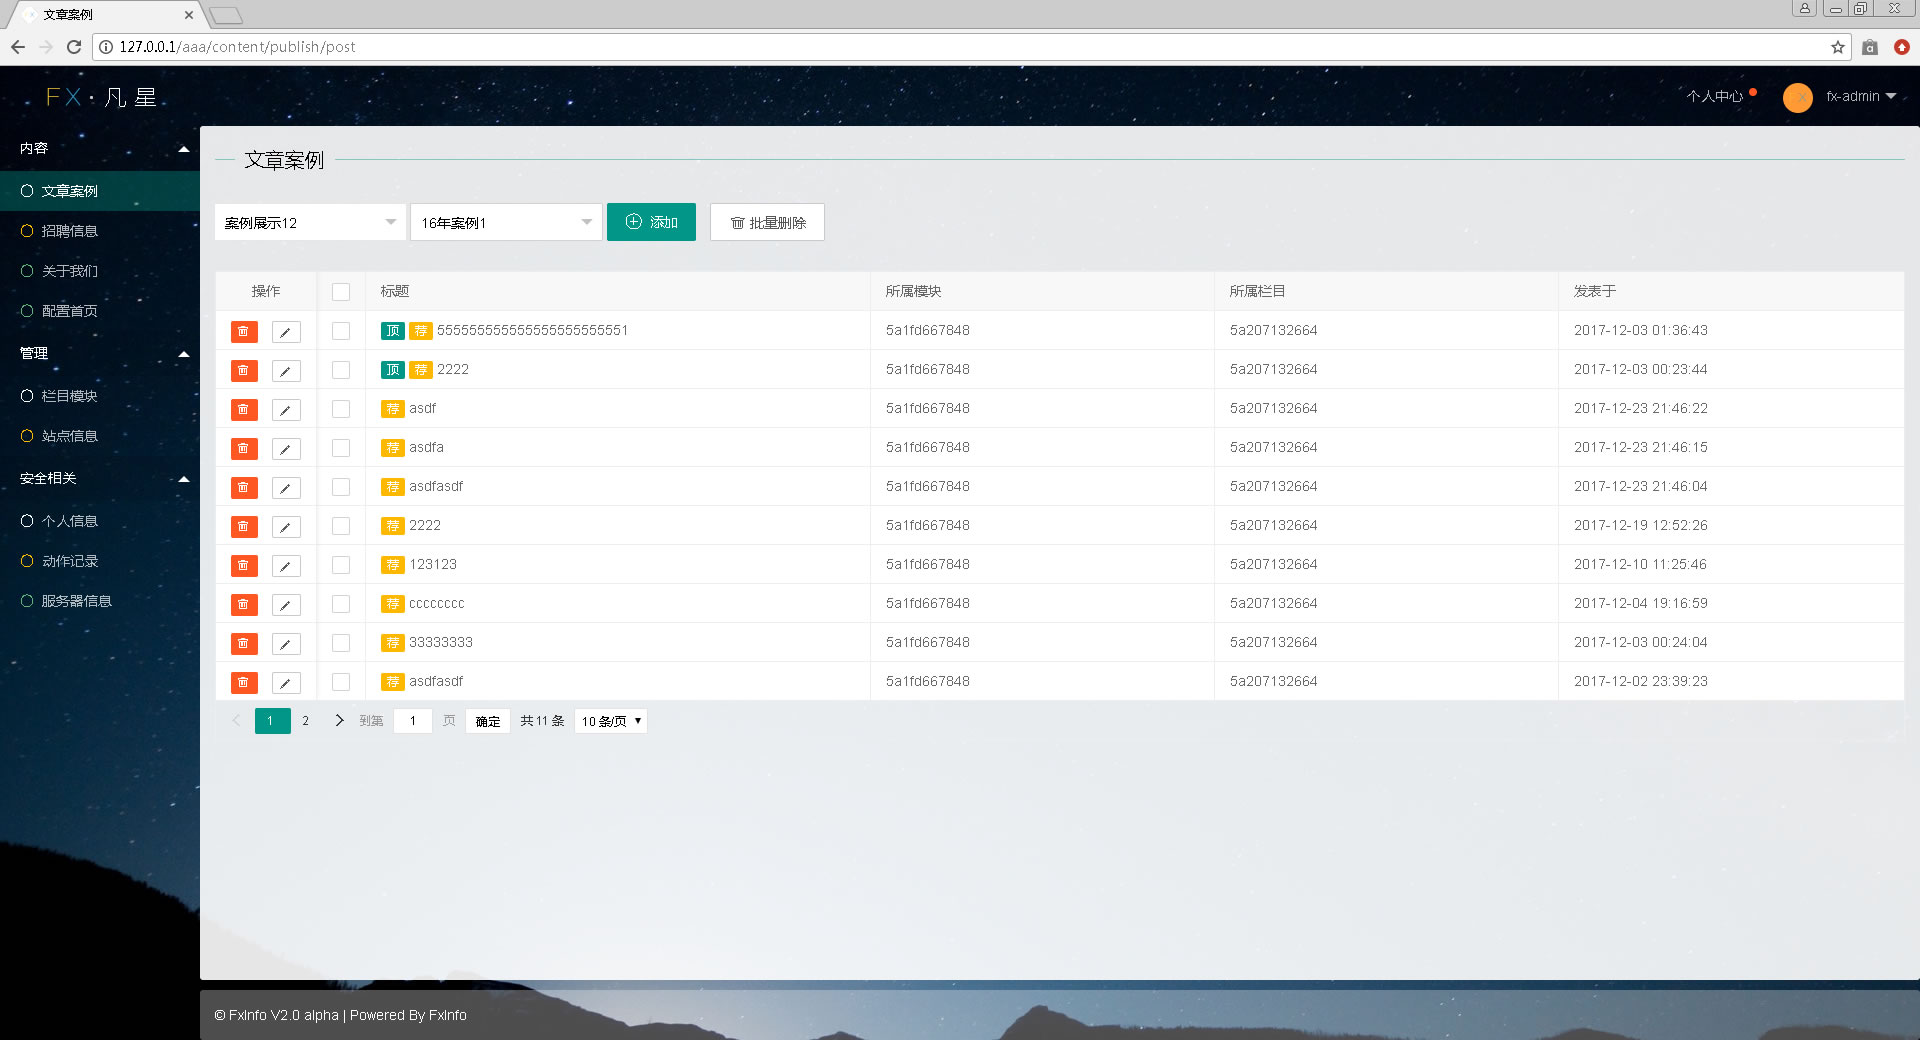 文章案例
127.0.0.1/aaa/content/publish/post
FX·凡星
个人中心
fx-admin
内容
文章案例
招聘信息
关于我们
配置首页
管理
栏目模块
站点信息
安全相关
个人信息
动作记录
服务器信息
文章案例
案例展示12 16年案例1 添加 批量删除
操作 标题 所属模块 所属栏目 发表于
顶 荐 555555555555555555555551 5a1fd667848 5a207132664 2017-12-03 01:36:43
顶 荐 2222 5a1fd667848 5a207132664 2017-12-03 00:23:44
荐 asdf 5a1fd667848 5a207132664 2017-12-23 21:46:22
荐 asdfa 5a1fd667848 5a207132664 2017-12-23 21:46:15
荐 asdfasdf 5a1fd667848 5a207132664 2017-12-23 21:46:04
荐 2222 5a1fd667848 5a207132664 2017-12-19 12:52:26
荐 123123 5a1fd667848 5a207132664 2017-12-10 11:25:46
荐 cccccccc 5a1fd667848 5a207132664 2017-12-04 19:16:59
荐 33333333 5a1fd667848 5a207132664 2017-12-03 00:24:04
荐 asdfasdf 5a1fd667848 5a207132664 2017-12-02 23:39:23
1 2 到第 1 页 确定 共 11 条 10 条/页
© FxInfo V2.0 alpha | Powered By FxInfo